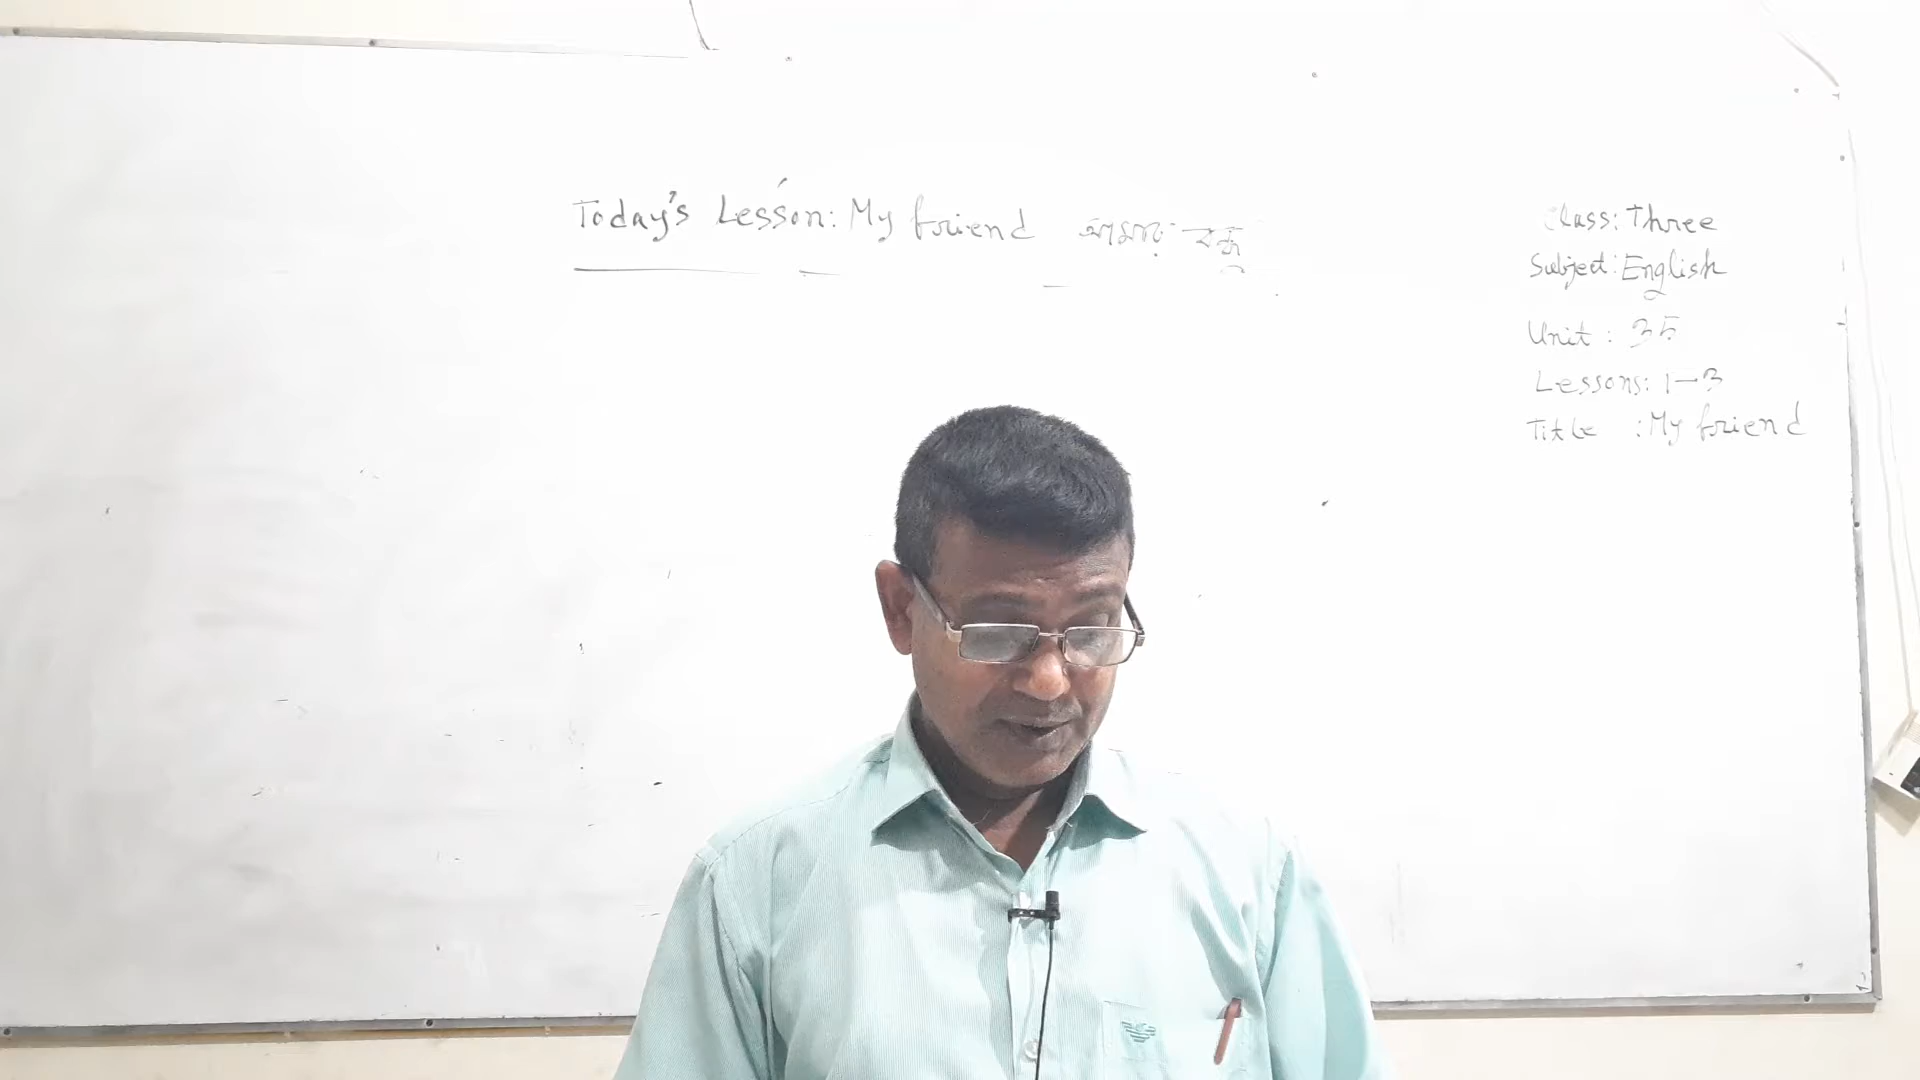 Today's Lesson: My friend আমার বন্ধু
Class: Three
Subject: English
Unit : 35
Lessons: 1-3
Title : My friend